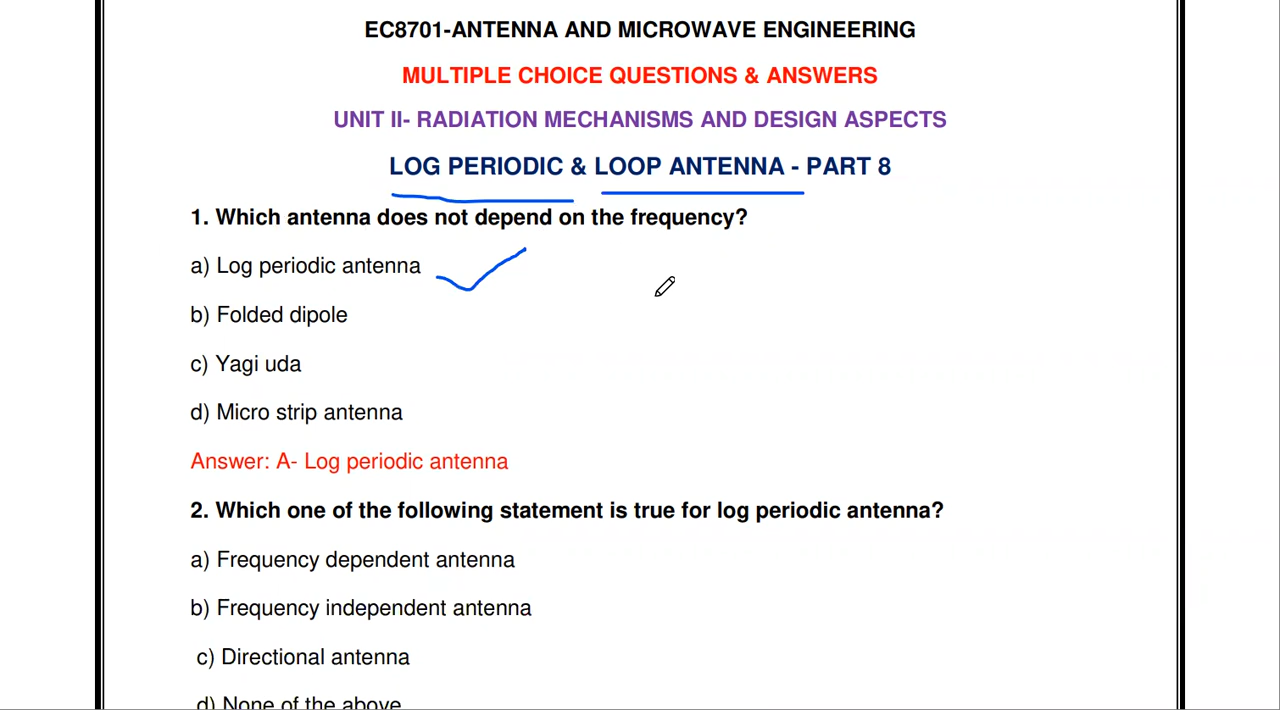 EC8701-ANTENNA AND MICROWAVE ENGINEERING
MULTIPLE CHOICE QUESTIONS & ANSWERS
UNIT II- RADIATION MECHANISMS AND DESIGN ASPECTS
LOG PERIODIC & LOOP ANTENNA - PART 8
1. Which antenna does not depend on the frequency?
a) Log periodic antenna
b) Folded dipole
c) Yagi uda
d) Micro strip antenna
Answer: A- Log periodic antenna
2. Which one of the following statement is true for log periodic antenna?
a) Frequency dependent antenna
b) Frequency independent antenna
c) Directional antenna
d) None of the above